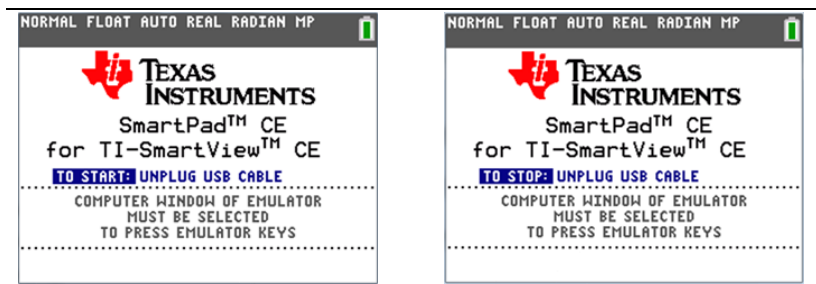 NORMAL FLOAT AUTO REAL RADIAN MP
TEXAS
INSTRUMENTS
SmartPad™ CE
for TI-SmartView™ CE
TO START: UNPLUG USB CABLE
COMPUTER WINDOW OF EMULATOR
MUST BE SELECTED
TO PRESS EMULATOR KEYS
NORMAL FLOAT AUTO REAL RADIAN MP
TEXAS
INSTRUMENTS
SmartPad™ CE
for TI-SmartView™ CE
TO STOP: UNPLUG USB CABLE
COMPUTER WINDOW OF EMULATOR
MUST BE SELECTED
TO PRESS EMULATOR KEYS